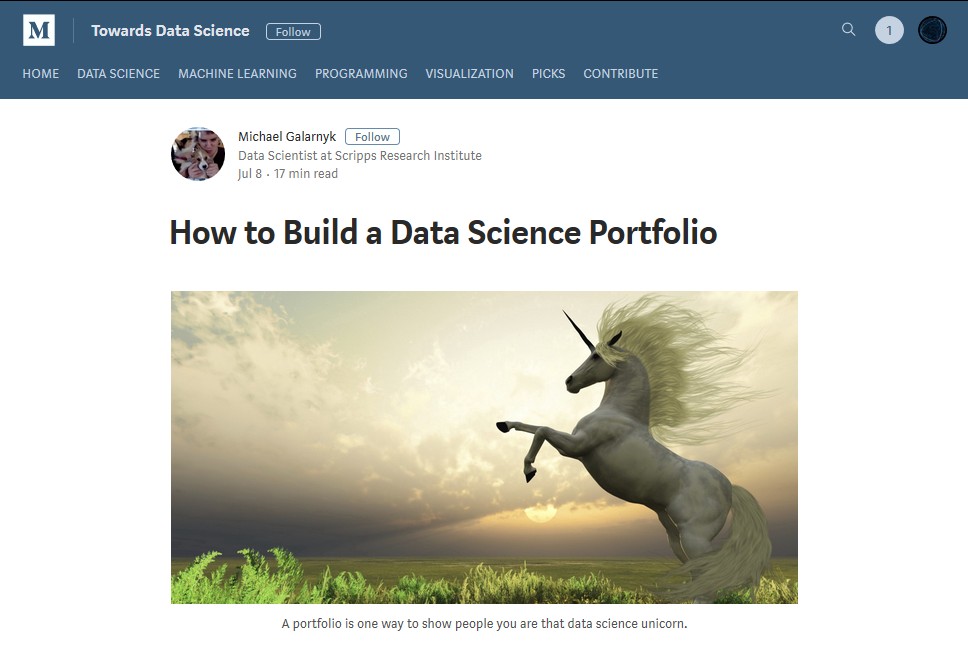 M
Towards Data Science Follow
1
HOME DATA SCIENCE MACHINE LEARNING PROGRAMMING VISUALIZATION PICKS CONTRIBUTE
Michael Galarnyk Follow
Data Scientist at Scripps Research Institute
Jul 8 · 17 min read
How to Build a Data Science Portfolio
A portfolio is one way to show people you are that data science unicorn.